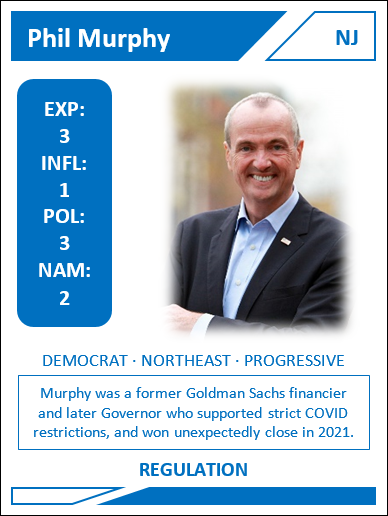 Phil Murphy
NJ
EXP:
3
INFL:
1
POL:
3
NAM:
2
DEMOCRAT · NORTHEAST · PROGRESSIVE
Murphy was a former Goldman Sachs financier
and later Governor who supported strict COVID
restrictions, and won unexpectedly close in 2021.
REGULATION